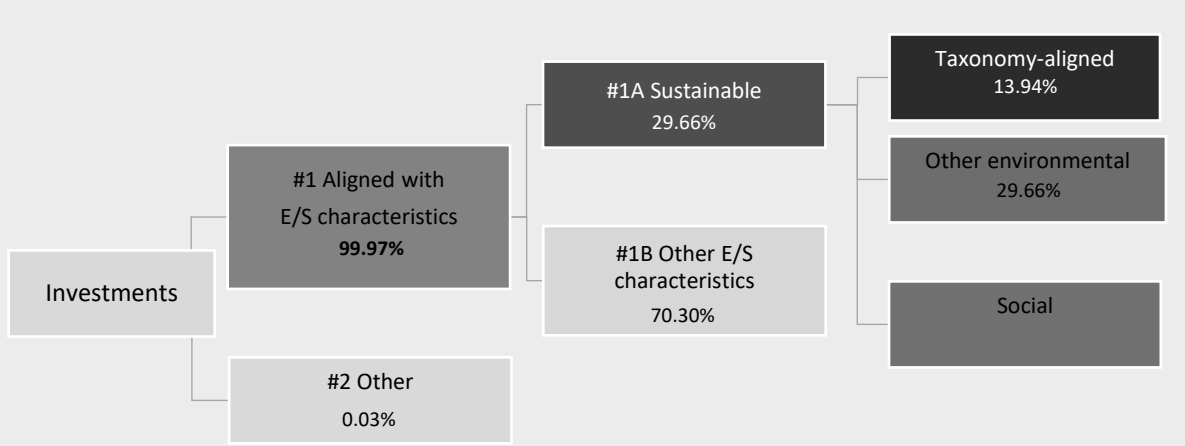 Investments
#1 Aligned with
E/S characteristics
99.97%
#2 Other
0.03%
#1A Sustainable
29.66%
#1B Other E/S
characteristics
70.30%
Taxonomy-aligned
13.94%
Other environmental
29.66%
Social